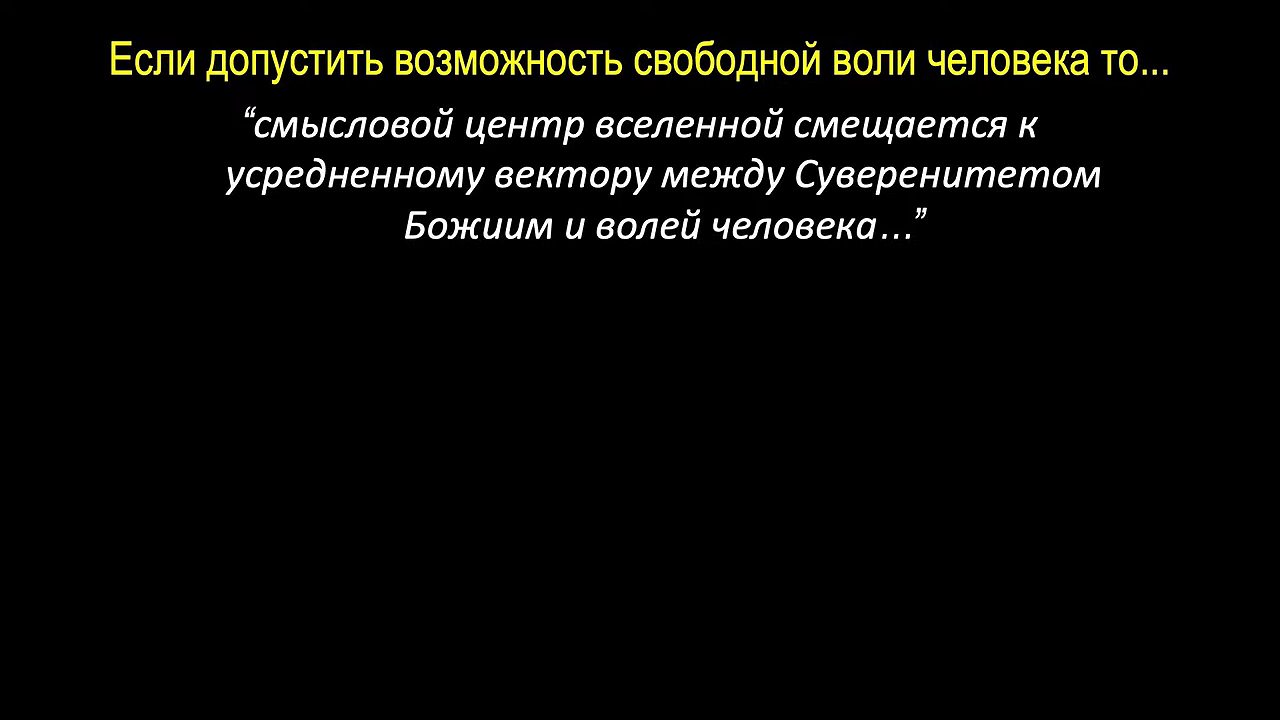 Если допустить возможность свободной воли человека то...
“смысловой центр вселенной смещается к
усредненному вектору между Суверенитетом
Божиим и волей человека...”